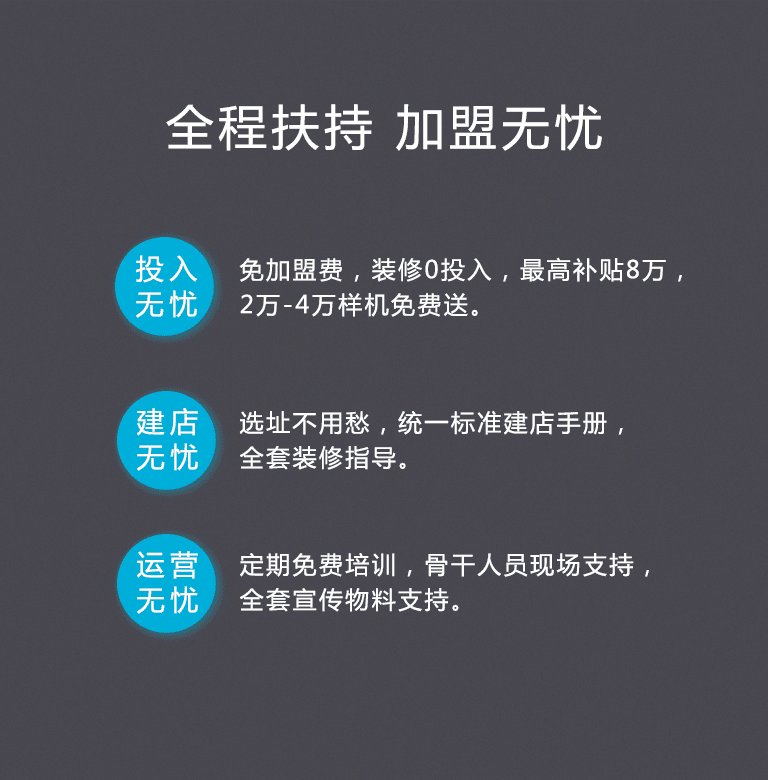 全程扶持 加盟无忧
投入
无忧
免加盟费，装修0投入，最高补贴8万，
2万-4万样机免费送。
建店
无忧
选址不用愁，统一标准建店手册，
全套装修指导。
运营
无忧
定期免费培训，骨干人员现场支持，
全套宣传物料支持。